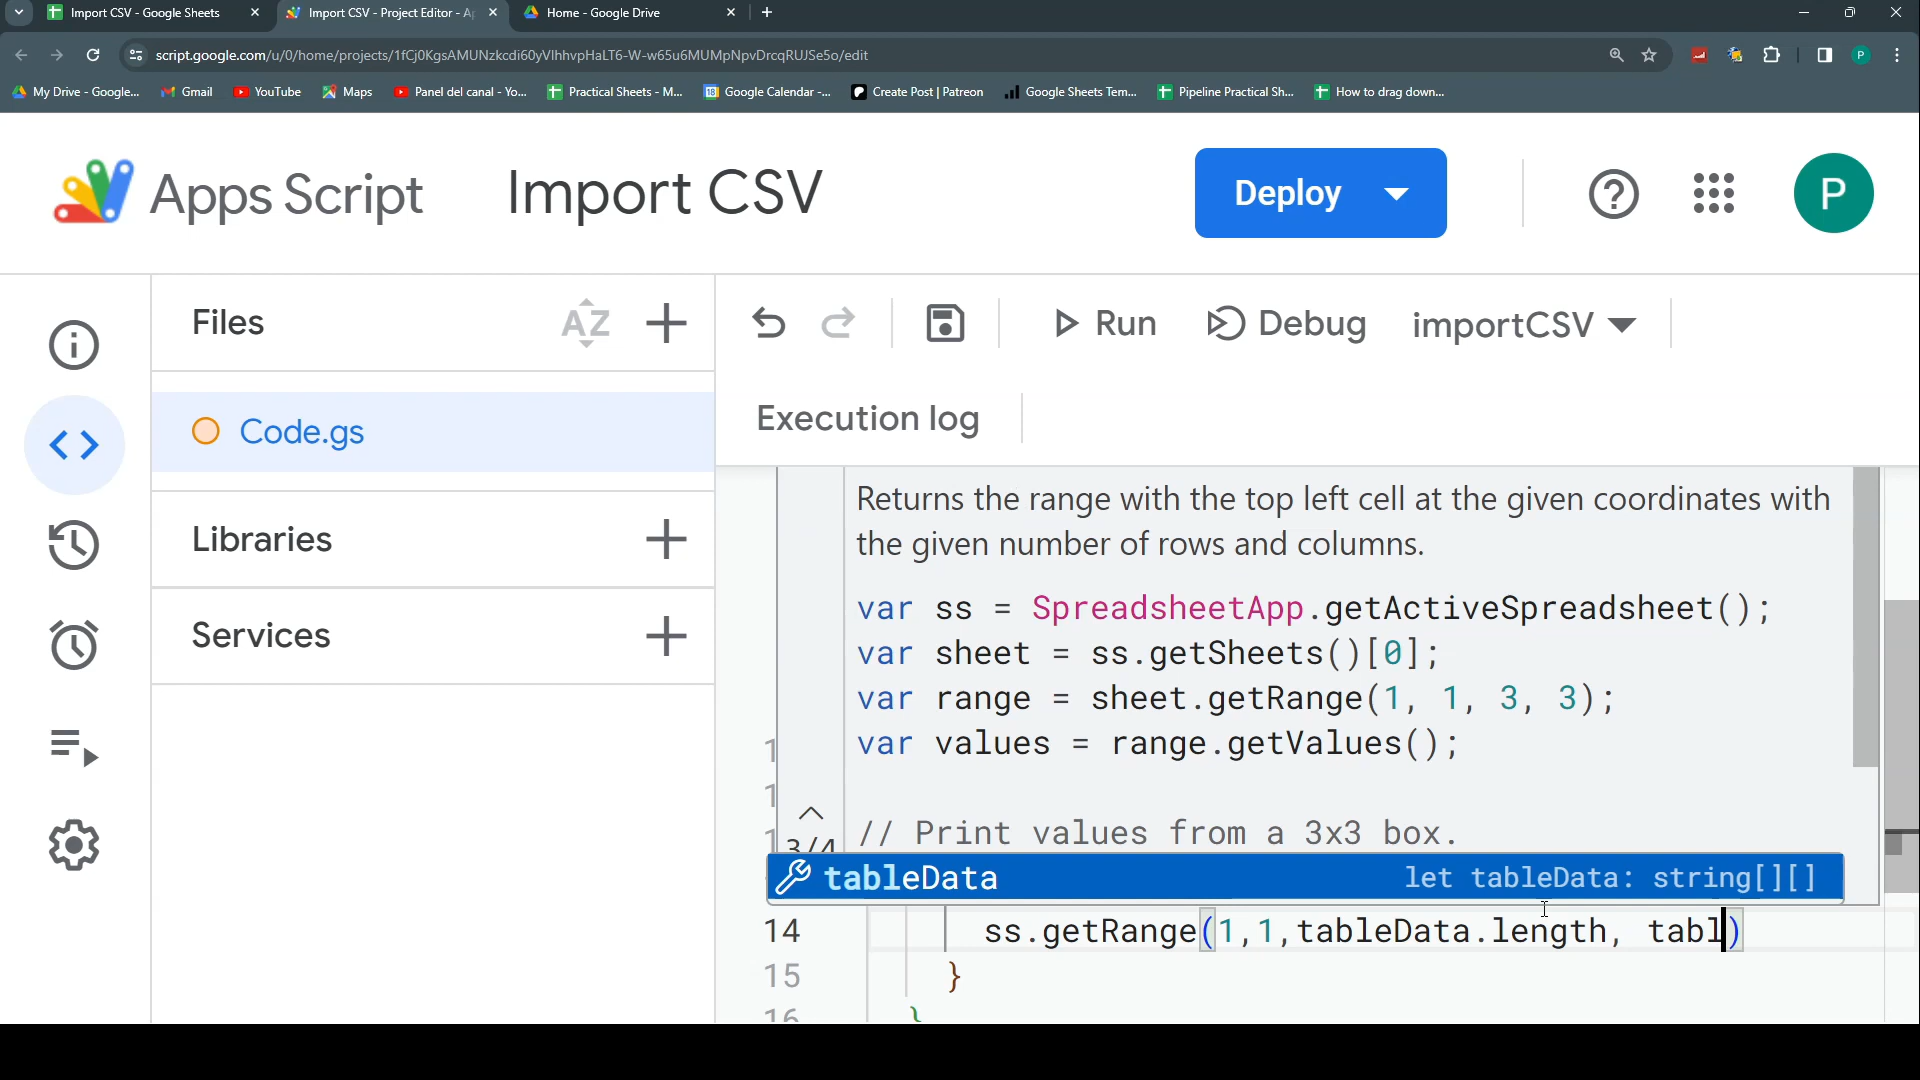 Import CSV - Google Sheets
Import CSV - Project Editor - Ap
Home - Google Drive
script.google.com/u/0/home/projects/1fCj0KgsAMUNzkcdi60yVlhhvpHaLT6-W-w65u6MUMpNpvDrcqRUJSe5o/edit
P
My Drive - Google...
Gmail
YouTube
Maps
Panel del canal - Yo...
Practical Sheets - M...
Google Calendar -...
Create Post | Patreon
Google Sheets Tem...
Pipeline Practical Sh...
How to drag down...
Apps Script
Import CSV
Deploy
P
Files
AZ
Run
Debug
importCSV
Execution log
Code.gs
Libraries
Services
Returns the range with the top left cell at the given coordinates with
the given number of rows and columns.
var ss = SpreadsheetApp.getActiveSpreadsheet();
var sheet = ss.getSheets()[0];
var range = sheet.getRange(1, 1, 3, 3);
var values = range.getValues();
// Print values from a 3x3 box.
3/4
tableData let tableData: string[][]
14 ss.getRange(1,1,tableData.length, tabl)
15 }
16 }